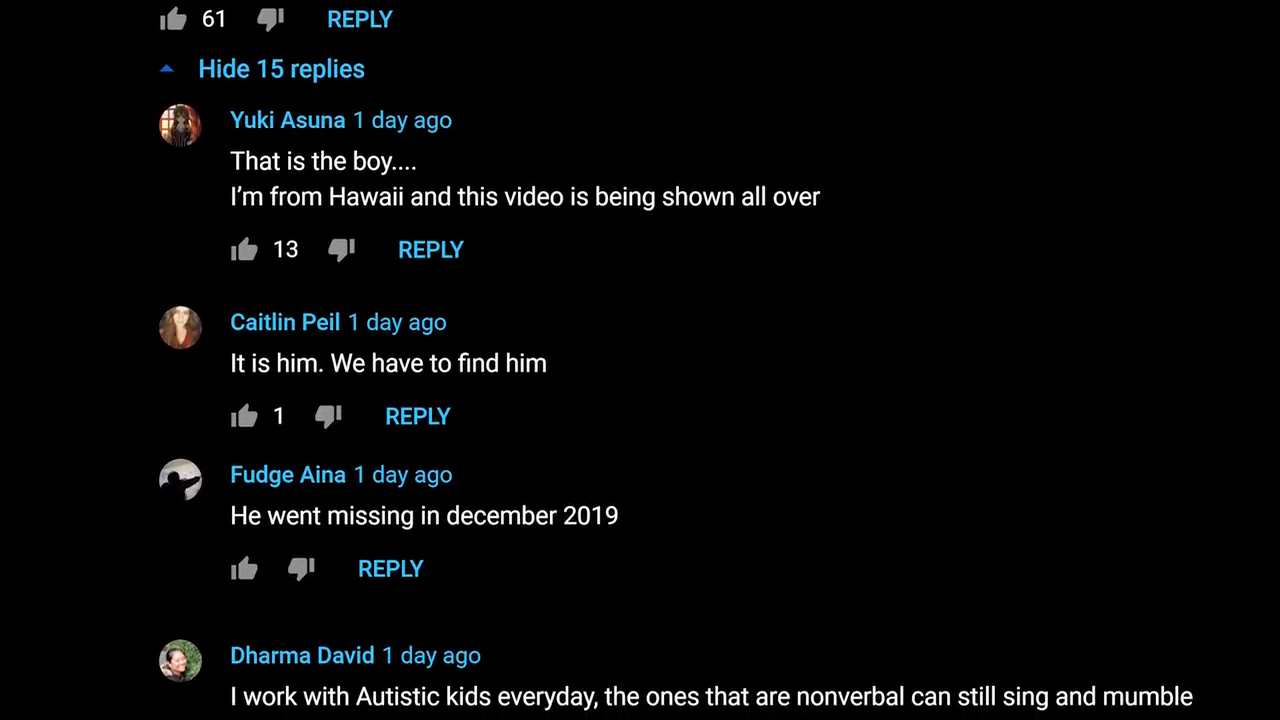 61 REPLY
Hide 15 replies
Yuki Asuna 1 day ago
That is the boy....
I'm from Hawaii and this video is being shown all over
13 REPLY
Caitlin Peil 1 day ago
It is him. We have to find him
1 REPLY
Fudge Aina 1 day ago
He went missing in december 2019
REPLY
Dharma David 1 day ago
I work with Autistic kids everyday, the ones that are nonverbal can still sing and mumble